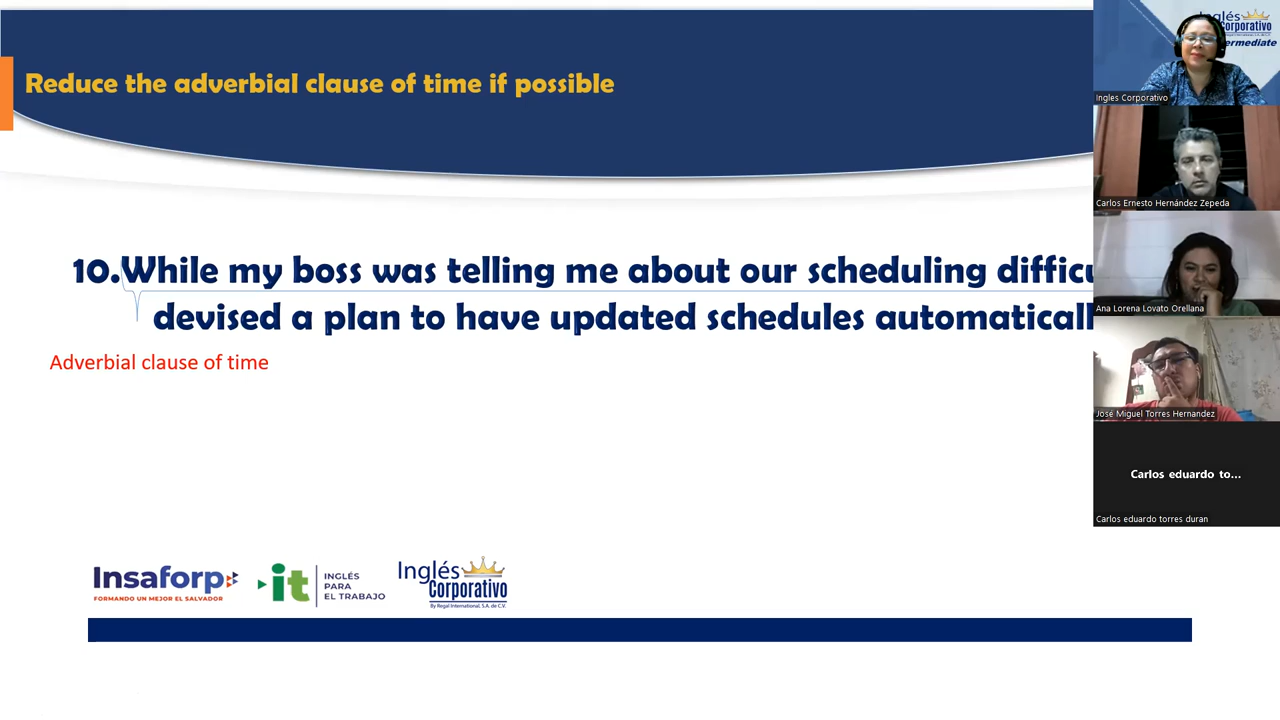 Reduce the adverbial clause of time if possible
10.While my boss was telling me about our scheduling
devised a plan to have updated schedules
Adverbial clause of time
Insaforp
FORMANDO UN MEJOR EL SALVADOR
it
INGLÉS
PARA
EL TRABAJO
Inglés
Corporativo
By Regal International, S.A. de C.V.
Inglés
Corporativo
Ingles Corporativo
Carlos Ernesto Hernández Zepeda
Ana Lorena Lovato Orellana
José Miguel Torres Hernandez
Carlos eduardo to...
Carlos eduardo torres duran